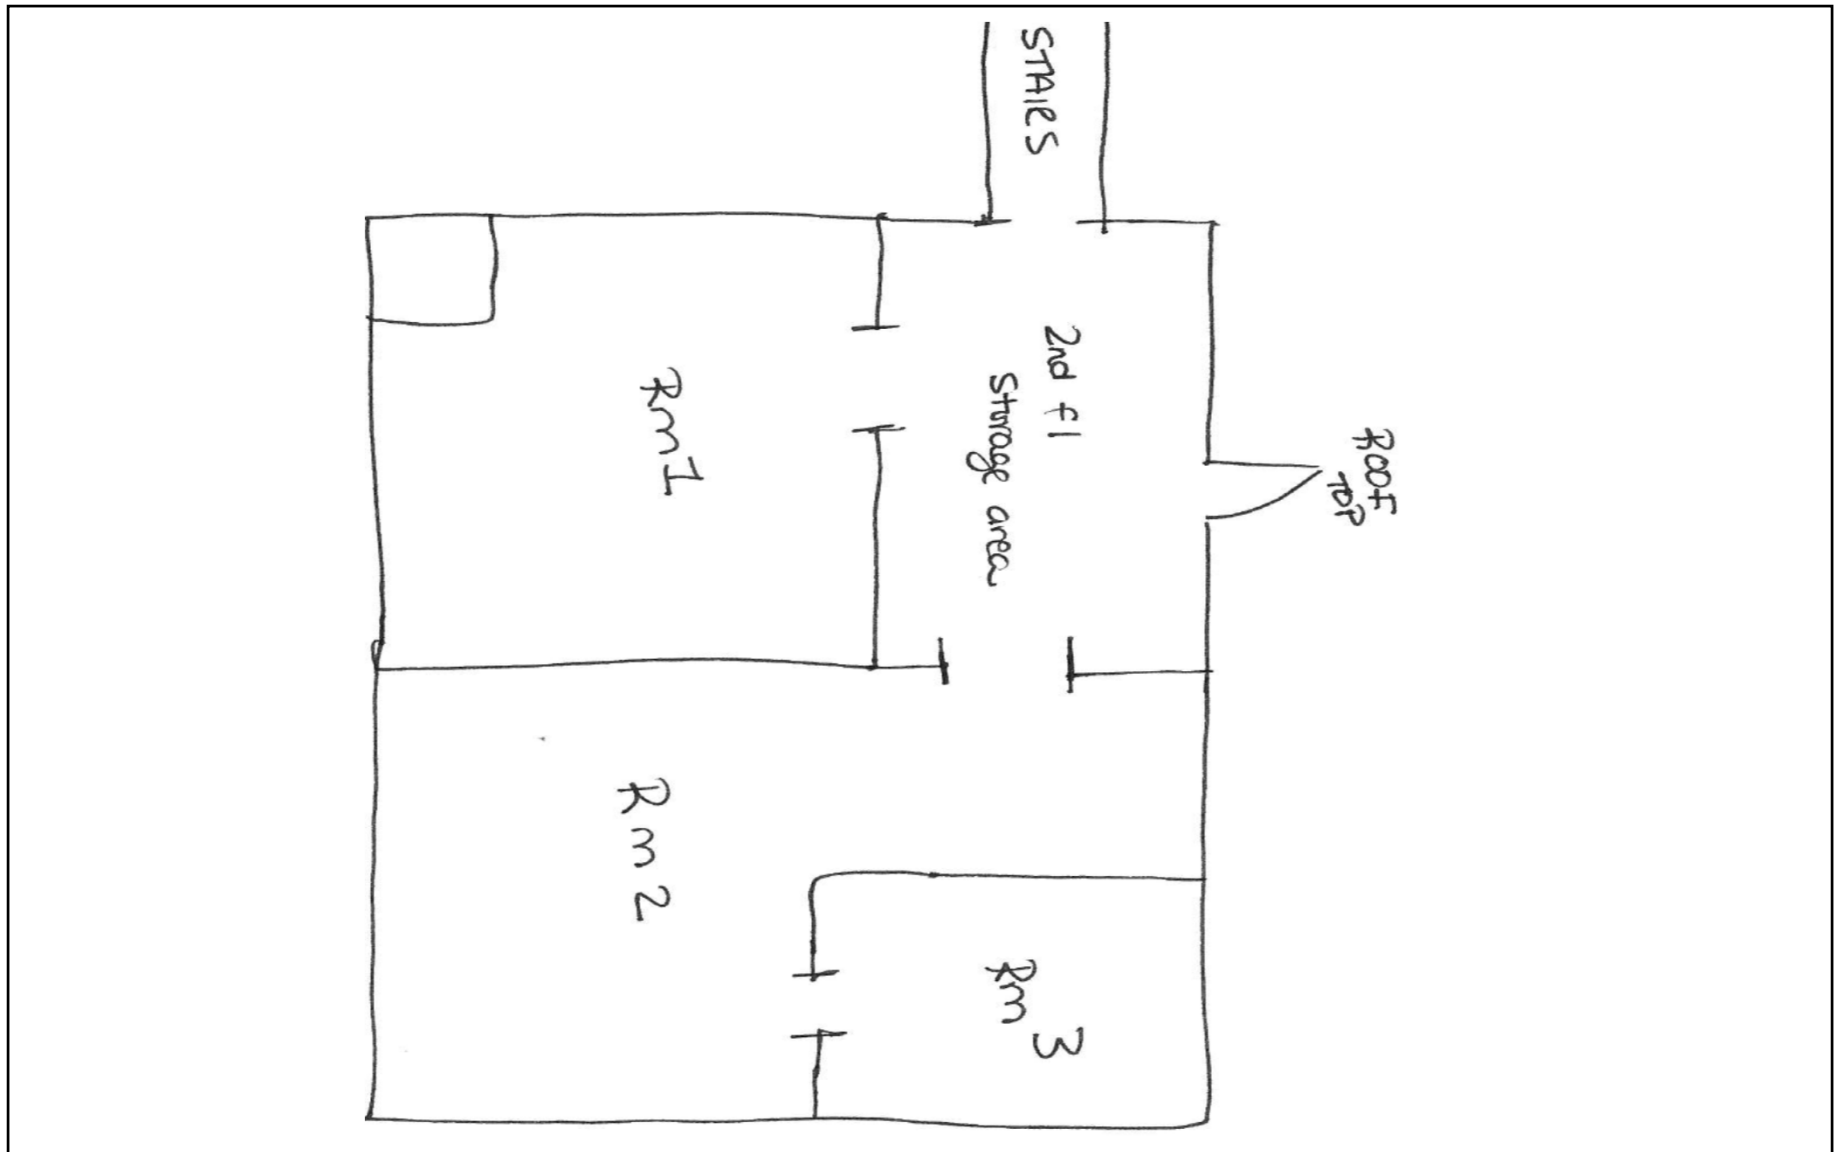 STAIRS
2nd fl
Storage area
ROOF
TOP
Rm 1
Rm 2
Rm 3